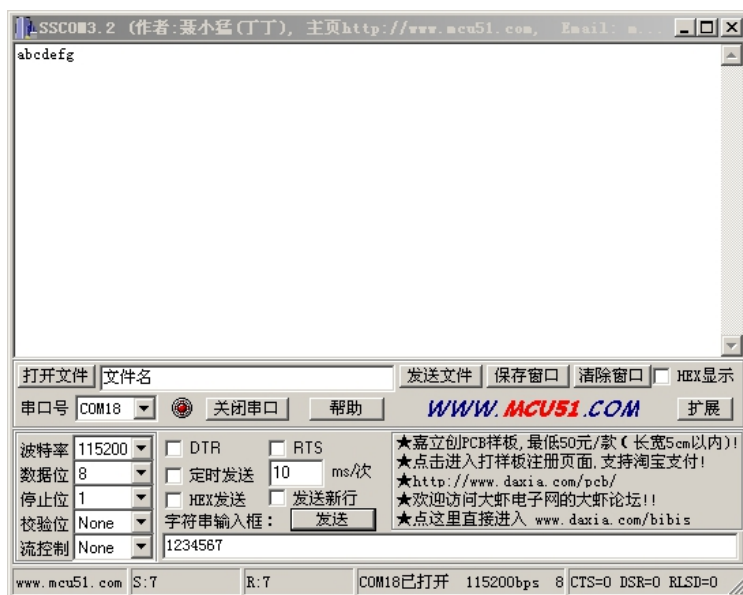 SSCOM3.2 (作者:聂小猛(丁丁), 主页http://www.mcu51.com, Email: m...
abcdefg
打开文件 文件名 发送文件 保存窗口 清除窗口 HEX显示
串口号 COM18 关闭串口 帮助 WWW.MCU51.COM 扩展
波特率 115200 DTR RTS
数据位 8 定时发送 10 ms/次
停止位 1 HEX发送 发送新行
校验位 None 字符串输入框: 发送
流控制 None 1234567
★嘉立创PCB样板,最低50元/款(长宽5cm以内)!
★点击进入打样板注册页面.支持淘宝支付!
★http://www.daxia.com/pcb/
★欢迎访问大虾电子网的大虾论坛!!
★点这里直接进入 www.daxia.com/bibis
www.mcu51.com S:7 R:7 COM18已打开 115200bps 8 CTS=0 DSR=0 RLSD=0